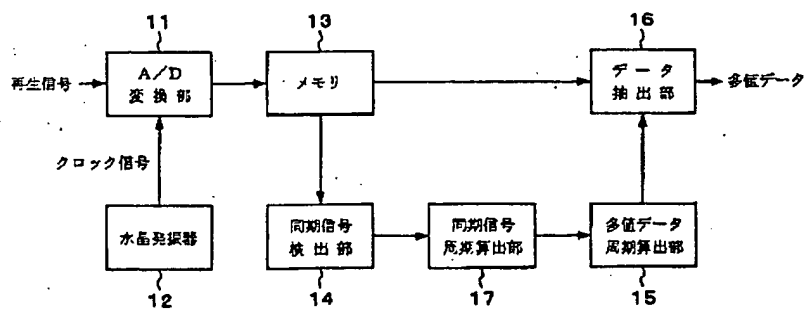 11
13
16
再生信号
A/D
変換部
メモリ
データ
抽出部
多値データ
クロック信号
水晶発振器
同期信号
検出部
同期信号
周期算出部
多値データ
周期算出部
12
14
17
15